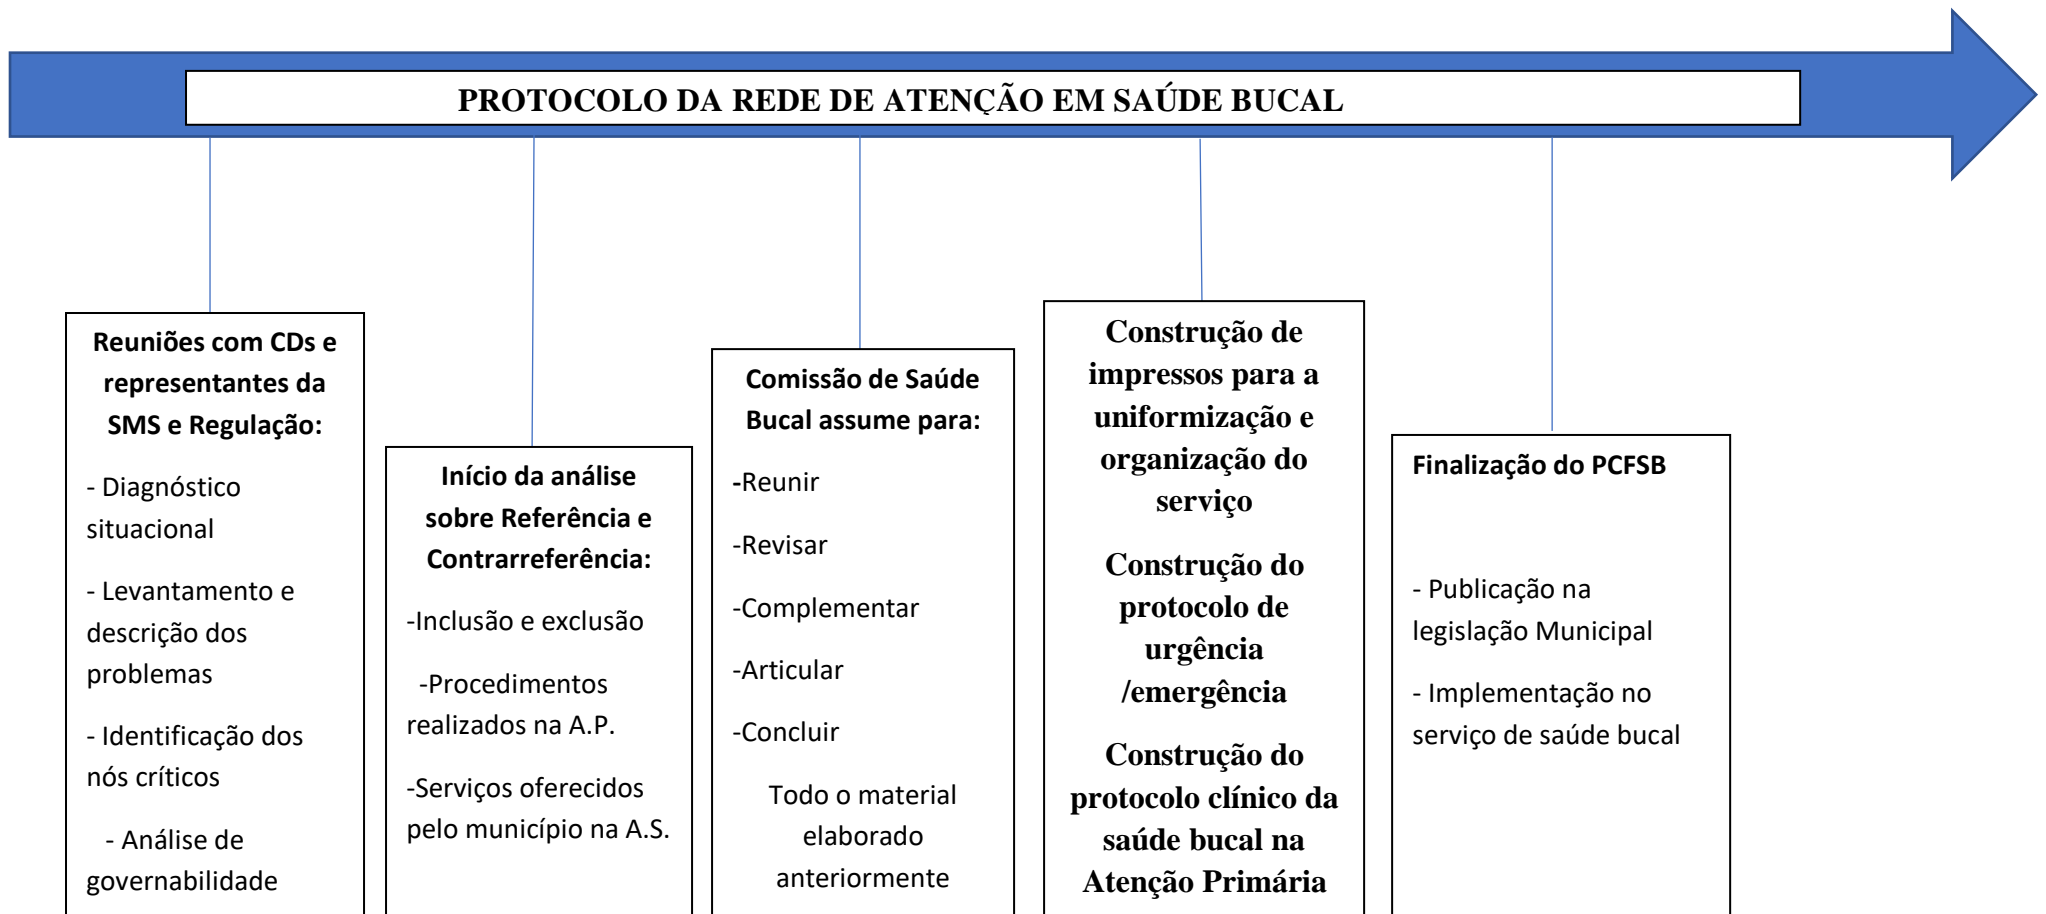 PROTOCOLO DA REDE DE ATENÇÃO EM SAÚDE BUCAL
Reuniões com CDs e
representantes da
SMS e Regulação:
- Diagnóstico
situacional
- Levantamento e
descrição dos
problemas
- Identificação dos
nós críticos
- Análise de
governabilidade
Início da análise
sobre Referência e
Contrarreferência:
-Inclusão e exclusão
-Procedimentos
realizados na A.P.
-Serviços oferecidos
pelo município na A.S.
Comissão de Saúde
Bucal assume para:
-Reunir
-Revisar
-Complementar
-Articular
-Concluir
Todo o material
elaborado
anteriormente
Construção de
impressos para a
uniformização e
organização do
serviço
Construção do
protocolo de
urgência
/emergência
Construção do
protocolo clínico da
saúde bucal na
Atenção Primária
Finalização do PCFSB
- Publicação na
legislação Municipal
- Implementação no
serviço de saúde bucal